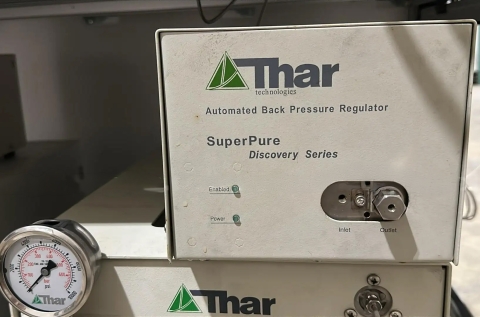 Thar
technologies
Automated Back Pressure Regulator
SuperPure
Discovery Series
Enabled
Power
Inlet
Outlet
Thar
Thar